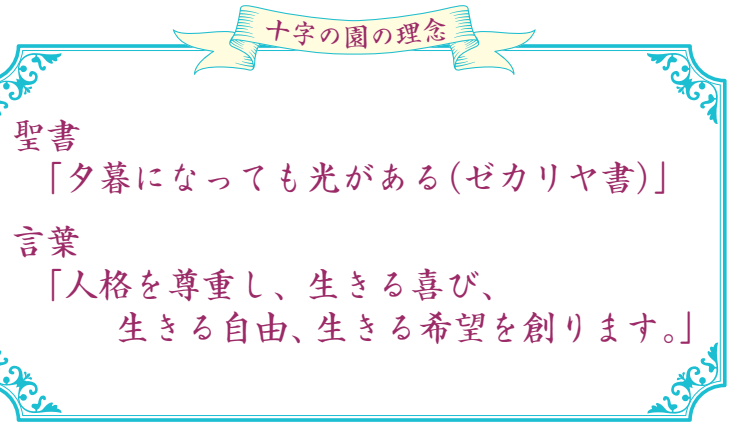 十字の園の理念
聖書
「夕暮になっても光がある(ゼカリヤ書)」
言葉
「人格を尊重し、生きる喜び、
生きる自由、生きる希望を創ります。」